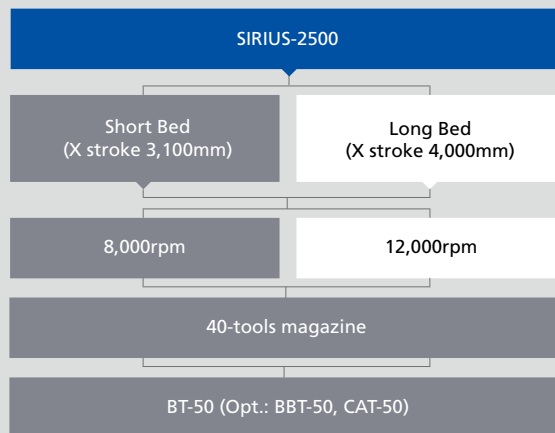 SIRIUS-2500
Short Bed
(X stroke 3,100mm)
Long Bed
(X stroke 4,000mm)
8,000rpm
12,000rpm
40-tools magazine
BT-50 (Opt.: BBT-50, CAT-50)